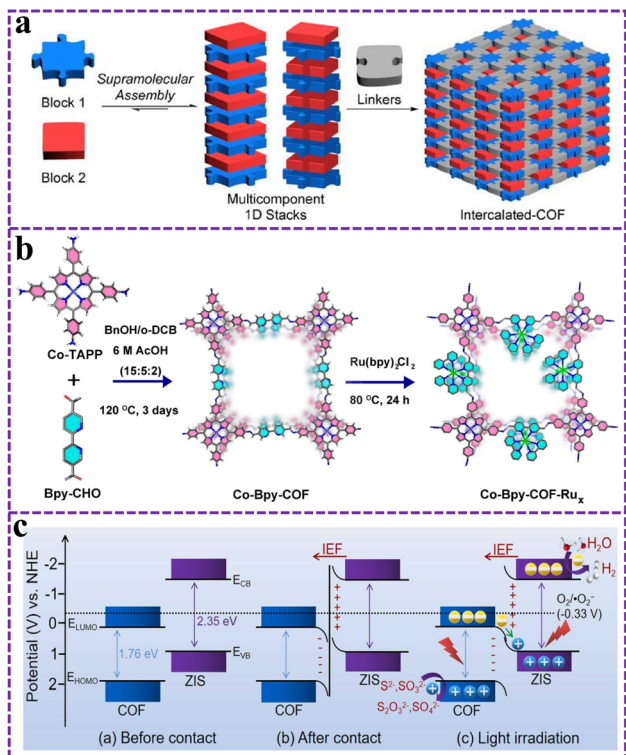 a
Block 1
Block 2
Supramolecular
Assembly
Multicomponent
1D Stacks
Linkers
Intercalated-COF
b
Co-TAPP
+
Bpy-CHO
BnOH/o-DCB
6 M AcOH
(15:5:2)
120 °C, 3 days
Co-Bpy-COF
Ru(bpy)₂Cl₂
80 °C, 24 h
Co-Bpy-COF-Ruₓ
c
Potential (V) vs. NHE
-2
-1
0
1
2
E_LUMO
1.76 eV
E_HOMO
COF
E_CB
2.35 eV
E_VB
ZIS
(a) Before contact
IEF
COF
ZIS
(b) After contact
IEF
H₂O
H₂
O₂/•O₂⁻
(-0.33 V)
S²⁻,SO₃²⁻
S₂O₃²⁻,SO₄²⁻
COF
ZIS
(c) Light irradiation